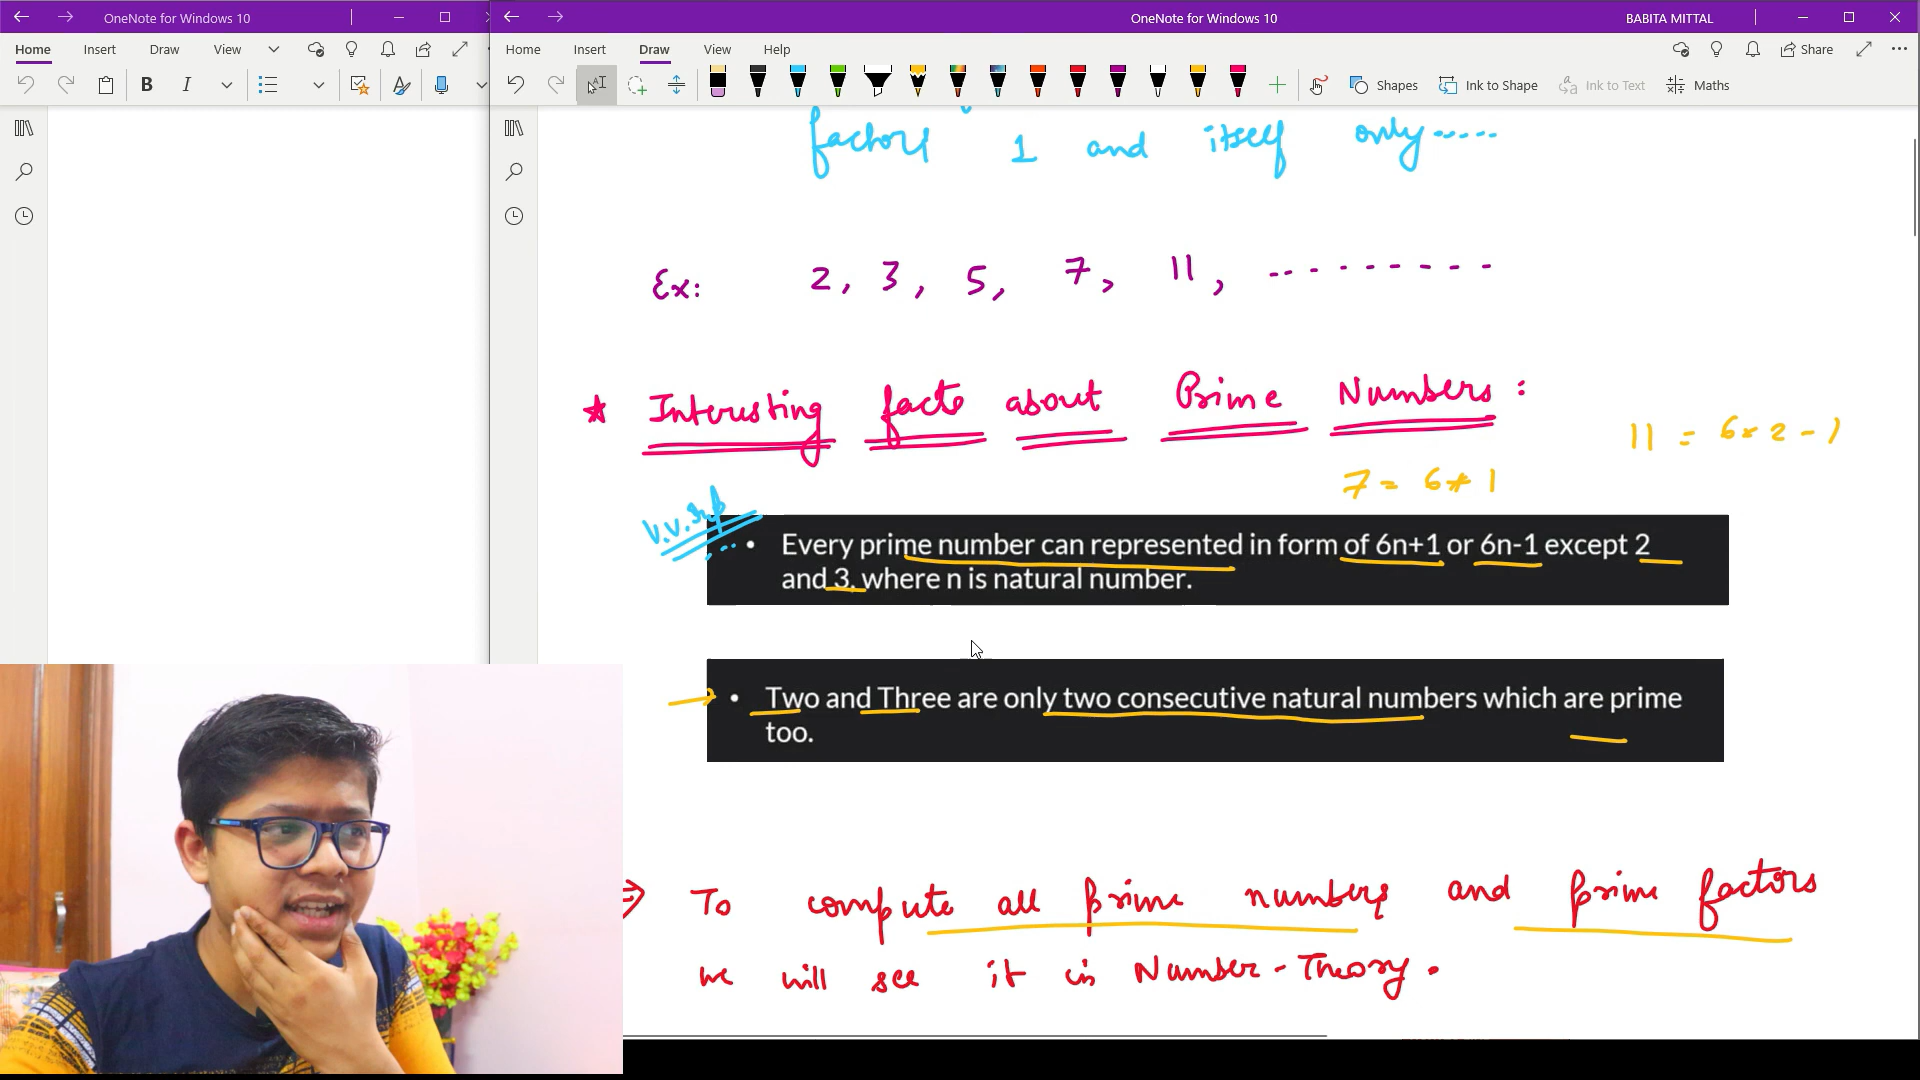 OneNote for Windows 10
OneNote for Windows 10 BABITA MITTAL
Home Insert Draw View
Home Insert Draw View Help Share
B I
Shapes Ink to Shape Ink to Text Maths
factors 1 and itself only.....
Ex: 2, 3, 5, 7, 11, ----------
★ Interesting facts about Prime Numbers :
11 = 6*2-1
7 = 6* 1
V.V.Imp
• Every prime number can represented in form of 6n+1 or 6n-1 except 2
and 3, where n is natural number.
• Two and Three are only two consecutive natural numbers which are prime
too.
⇒ To compute all prime numbers and prime factors
we will see it in Number-Theory.